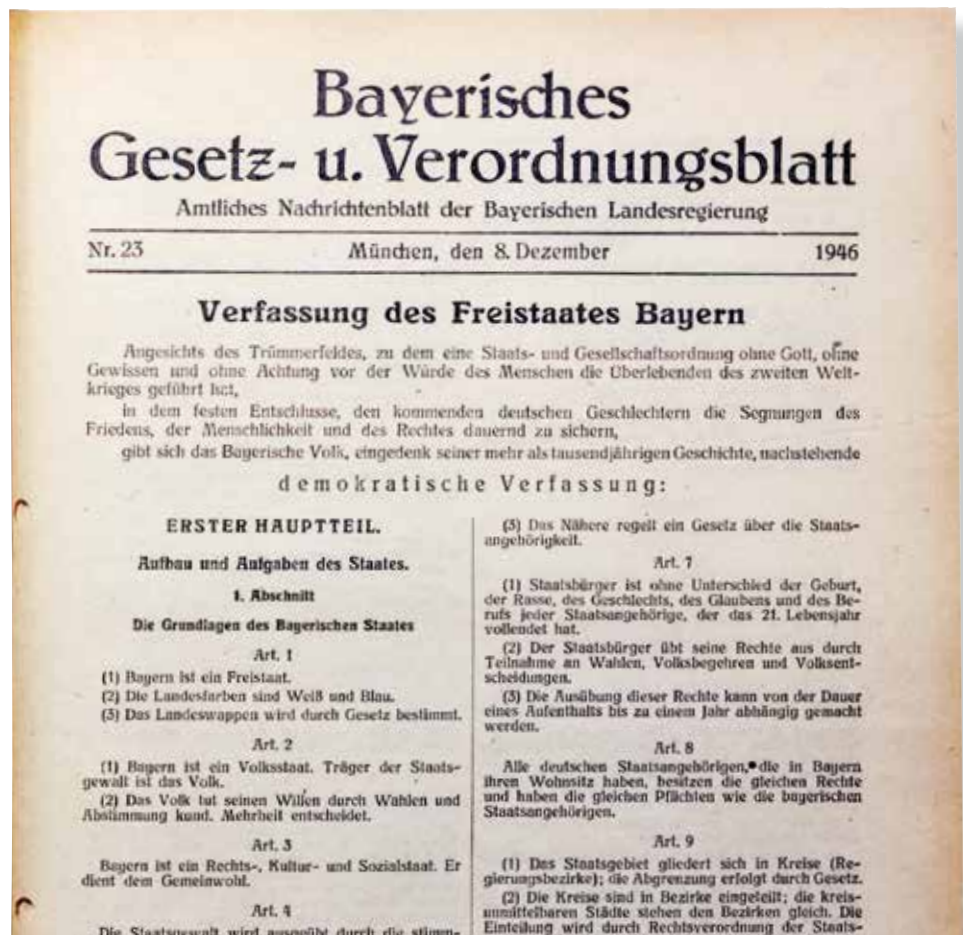 Bayerisches
Gesetz- u. Verordnungsblatt
Amtliches Nachrichtenblatt der Bayerischen Landesregierung
Nr. 23 München, den 8. Dezember 1946
Verfassung des Freistaates Bayern
Angesichts des Trümmerfeldes, zu dem eine Staats- und Gesellschaftsordnung ohne Gott, ohne
Gewissen und ohne Achtung vor der Würde des Menschen die Überlebenden des zweiten Welt-
krieges geführt hat,
in dem festen Entschlusse, den kommenden deutschen Geschlechtern die Segnungen des
Friedens, der Menschlichkeit und des Rechtes dauernd zu sichern,
gibt sich das Bayerische Volk, eingedenk seiner mehr als tausendjährigen Geschichte, nachstehende
demokratische Verfassung:
ERSTER HAUPTTEIL.
Aufbau und Aufgaben des Staates.
1. Abschnitt
Die Grundlagen des Bayerischen Staates
Art. 1
(1) Bayern ist ein Freistaat.
(2) Die Landesfarben sind Weiß und Blau.
(3) Das Landeswappen wird durch Gesetz bestimmt.
Art. 2
(1) Bayern ist ein Volksstaat. Träger der Staats-
gewalt ist das Volk.
(2) Das Volk tut seinen Willen durch Wahlen und
Abstimmung kund. Mehrheit entscheidet.
Art. 3
Bayern ist ein Rechts-, Kultur- und Sozialstaat. Er
dient dem Gemeinwohl.
Art. 4
Die Staatsgewalt wird ausgeübt durch die stimm-
(3) Das Nähere regelt ein Gesetz über die Staats-
angehörigkeit.
Art. 7
(1) Staatsbürger ist ohne Unterschied der Geburt,
der Rasse, des Geschlechts, des Glaubens und des Be-
rufs jeder Staatsangehörige, der das 21. Lebensjahr
vollendet hat.
(2) Der Staatsbürger übt seine Rechte aus durch
Teilnahme an Wahlen, Volksbegehren und Volksent-
scheidungen.
(3) Die Ausübung dieser Rechte kann von der Dauer
eines Aufenthalts bis zu einem Jahr abhängig gemacht
werden.
Art. 8
Alle deutschen Staatsangehörigen, die in Bayern
ihren Wohnsitz haben, besitzen die gleichen Rechte
und haben die gleichen Pflichten wie die bayerischen
Staatsangehörigen.
Art. 9
(1) Das Staatsgebiet gliedert sich in Kreise (Re-
gierungsbezirke); die Abgrenzung erfolgt durch Gesetz.
(2) Die Kreise sind in Bezirke eingeteilt; die kreis-
unmittelbaren Städte stehen den Bezirken gleich. Die
Einteilung wird durch Rechtsverordnung der Staats-